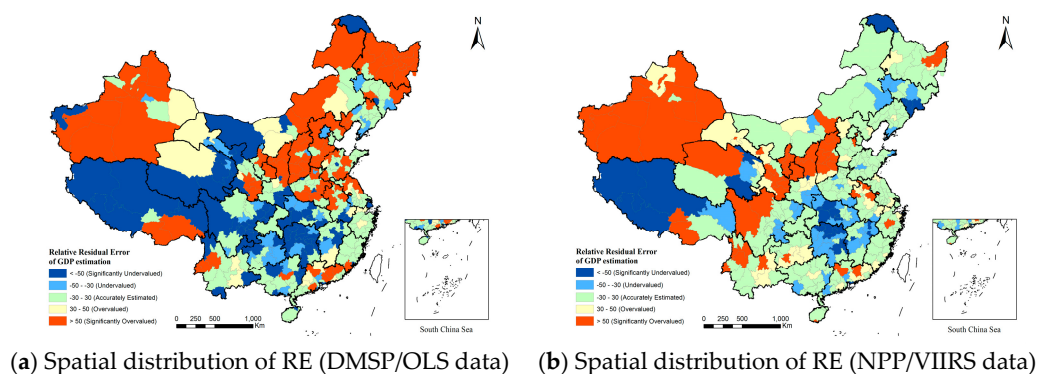 N
Relative Residual Error
of GDP estimation
< -50 (Significantly Undervalued)
-50 - -30 (Undervalued)
-30 - 30 (Accurately Estimated)
30 - 50 (Overvalued)
> 50 (Significantly Overvalued)
0 250 500 1,000
Km
South China Sea
(a) Spatial distribution of RE (DMSP/OLS data)
N
Relative Residual Error
of GDP estimation
< -50 (Significantly Undervalued)
-50 - -30 (Undervalued)
-30 - 30 (Accurately Estimated)
30 - 50 (Overvalued)
> 50 (Significantly Overvalued)
0 250 500 1,000
Km
South China Sea
(b) Spatial distribution of RE (NPP/VIIRS data)